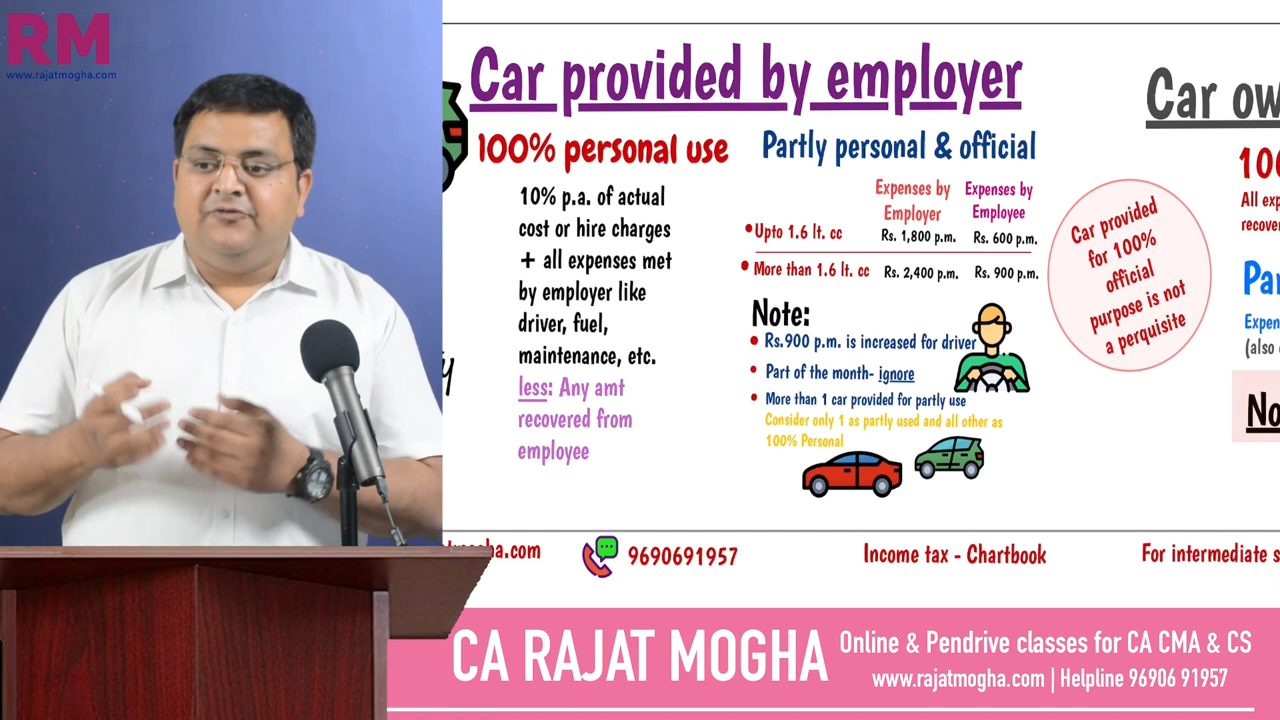 RM
www.rajatmogha.com
Car provided by employer
100% personal use
10% p.a. of actual
cost or hire charges
+ all expenses met
by employer like
driver, fuel,
maintenance, etc.
less: Any amt
recovered from
employee
Partly personal & official
Expenses by Employer
Expenses by Employee
•Upto 1.6 lt. cc Rs. 1,800 p.m. Rs. 600 p.m.
• More than 1.6 lt. cc Rs. 2,400 p.m. Rs. 900 p.m.
Note:
• Rs.900 p.m. is increased for driver
• Part of the month- ignore
• More than 1 car provided for partly use
Consider only 1 as partly used and all other as
100% Personal
Car provided
for 100%
official
purpose is not
a perquisite
Car ow
100
All exp
recover
Par
Expen
(also
No
ha.com
9690691957
Income tax - Chartbook
For intermediate s
CA RAJAT MOGHA
Online & Pendrive classes for CA CMA & CS
www.rajatmogha.com | Helpline 96906 91957